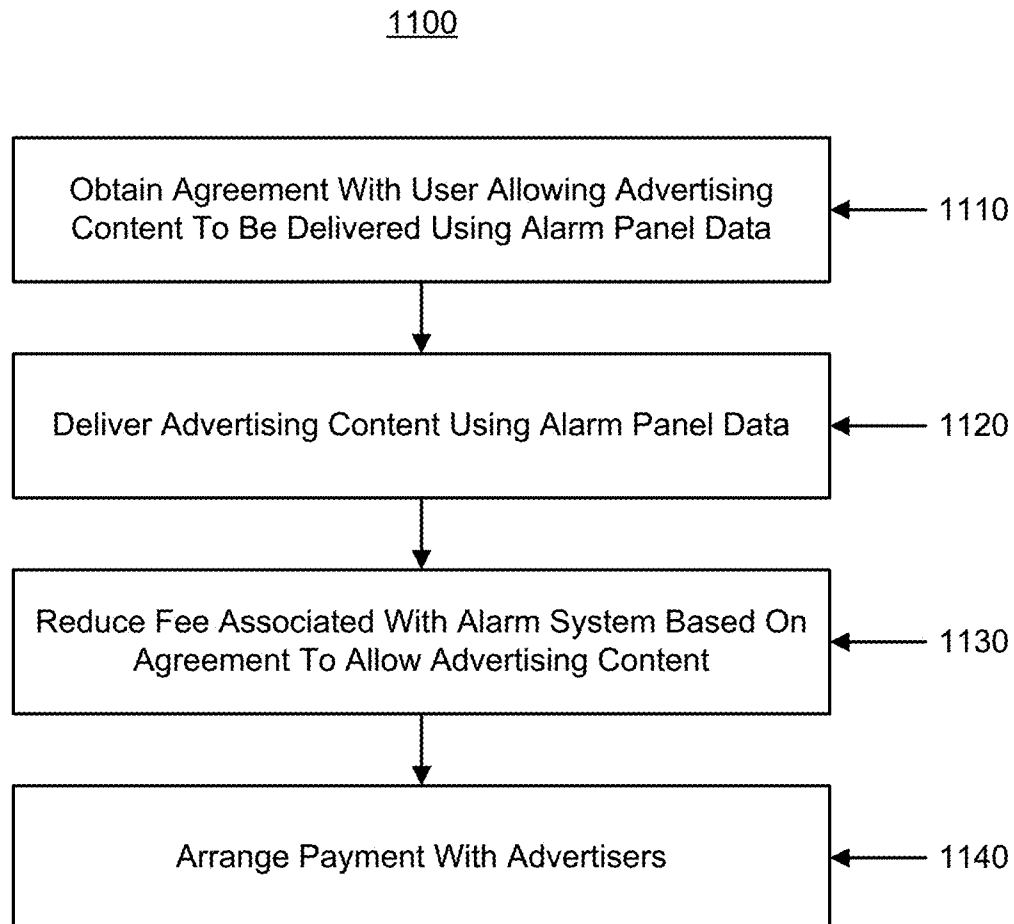 1100
Obtain Agreement With User Allowing Advertising
Content To Be Delivered Using Alarm Panel Data
1110
Deliver Advertising Content Using Alarm Panel Data
1120
Reduce Fee Associated With Alarm System Based On
Agreement To Allow Advertising Content
1130
Arrange Payment With Advertisers
1140